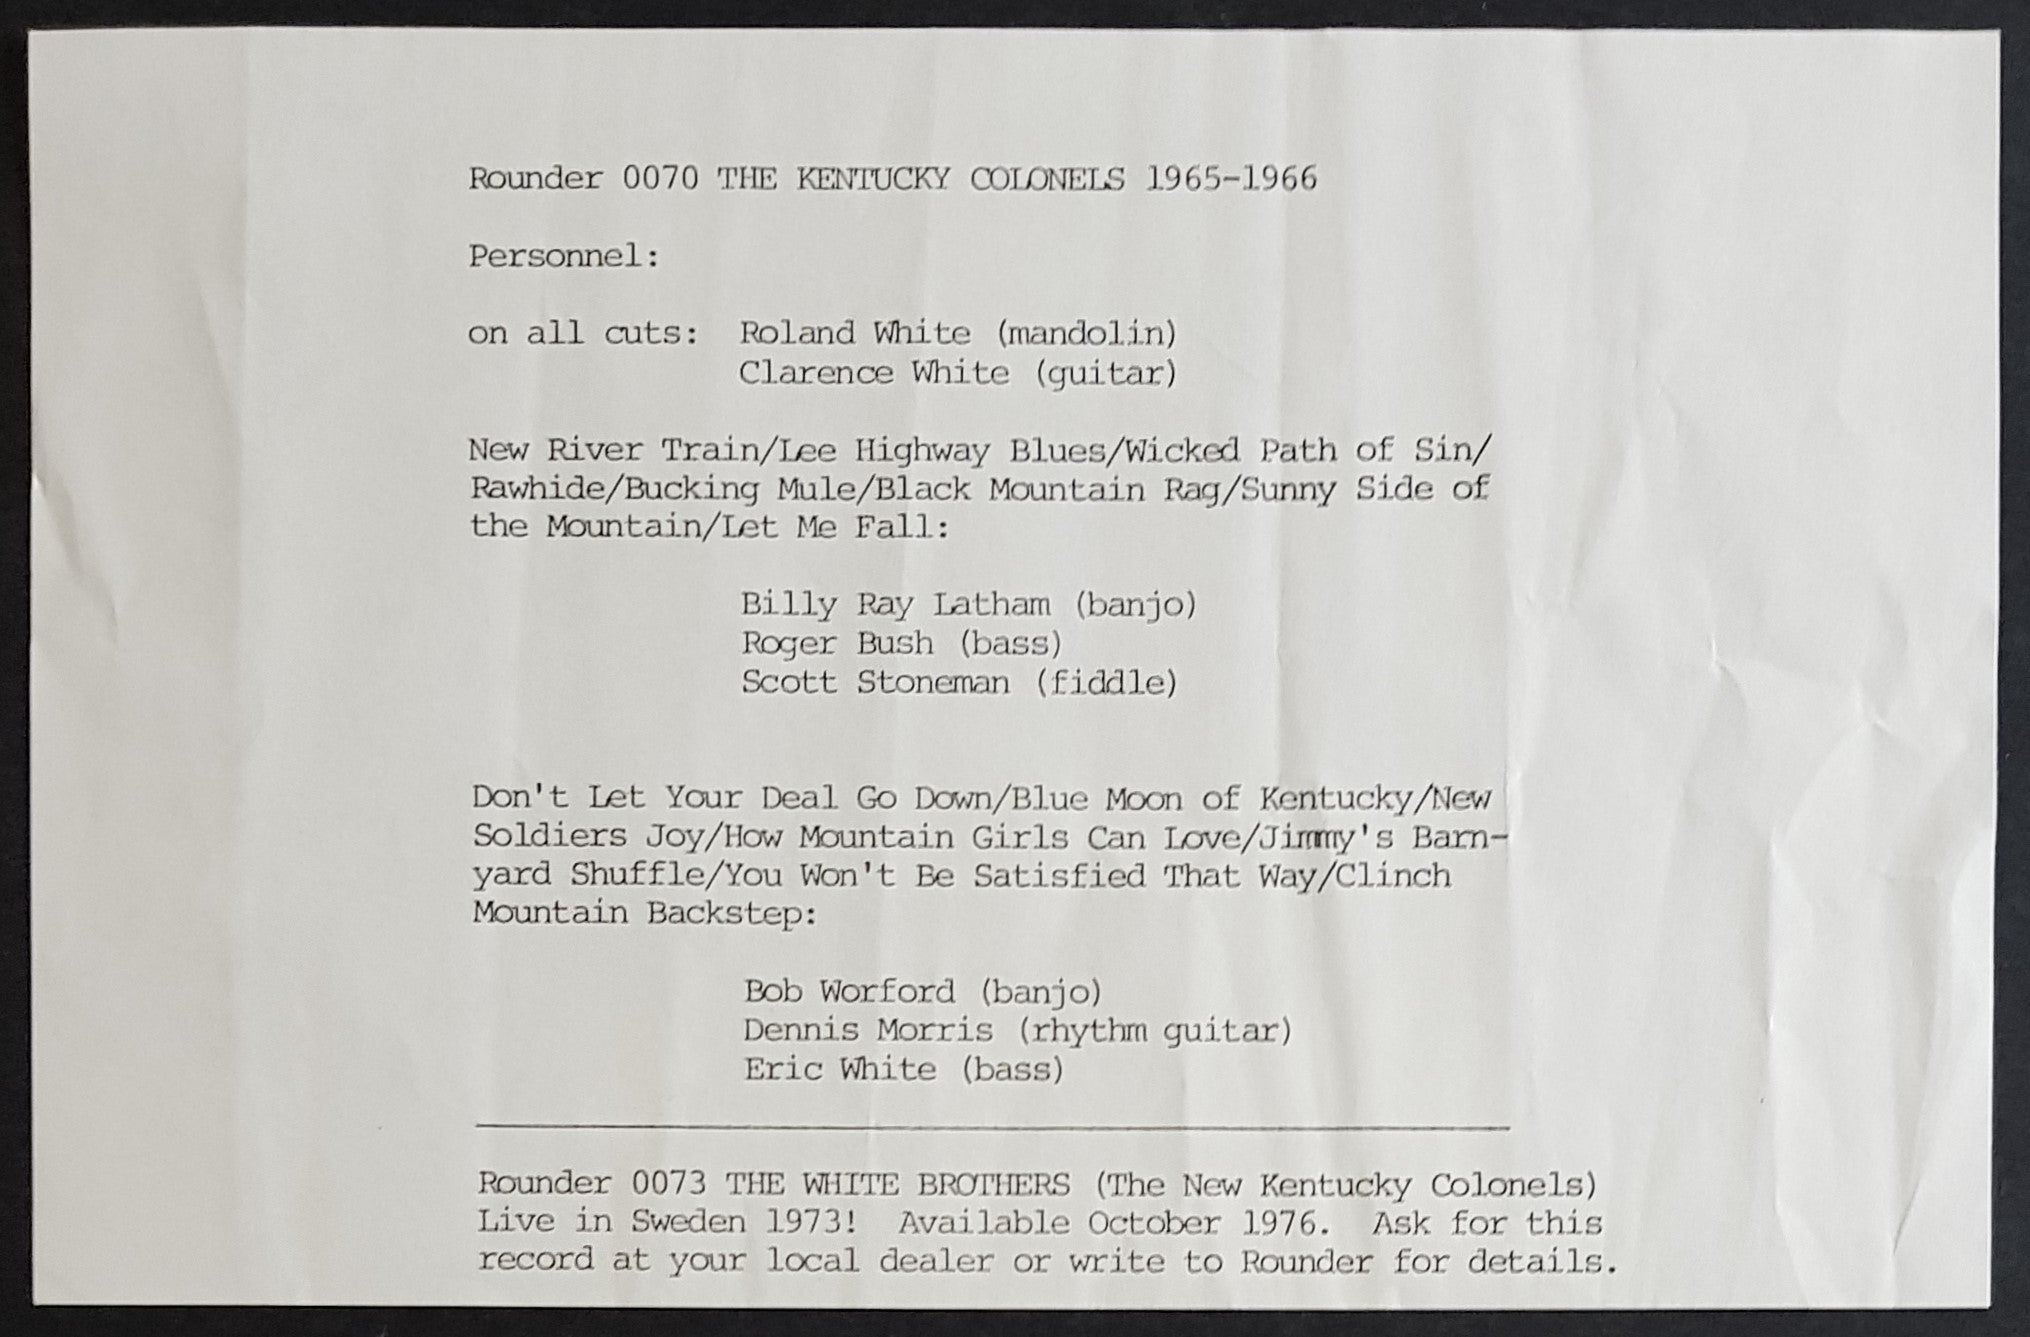 Rounder 0070 THE KENTUCKY COLONELS 1965-1966
Personnel:
on all cuts: Roland White (mandolin)
Clarence White (guitar)
New River Train/Lee Highway Blues/Wicked Path of Sin/
Rawhide/Bucking Mule/Black Mountain Rag/Sunny Side of
the Mountain/Let Me Fall:
Billy Ray Latham (banjo)
Roger Bush (bass)
Scott Stoneman (fiddle)
Don't Let Your Deal Go Down/Blue Moon of Kentucky/New
Soldiers Joy/How Mountain Girls Can Love/Jimmy's Barn-
yard Shuffle/You Won't Be Satisfied That Way/Clinch
Mountain Backstep:
Bob Worford (banjo)
Dennis Morris (rhythm guitar)
Eric White (bass)
Rounder 0073 THE WHITE BROTHERS (The New Kentucky Colonels)
Live in Sweden 1973! Available October 1976. Ask for this
record at your local dealer or write to Rounder for details.